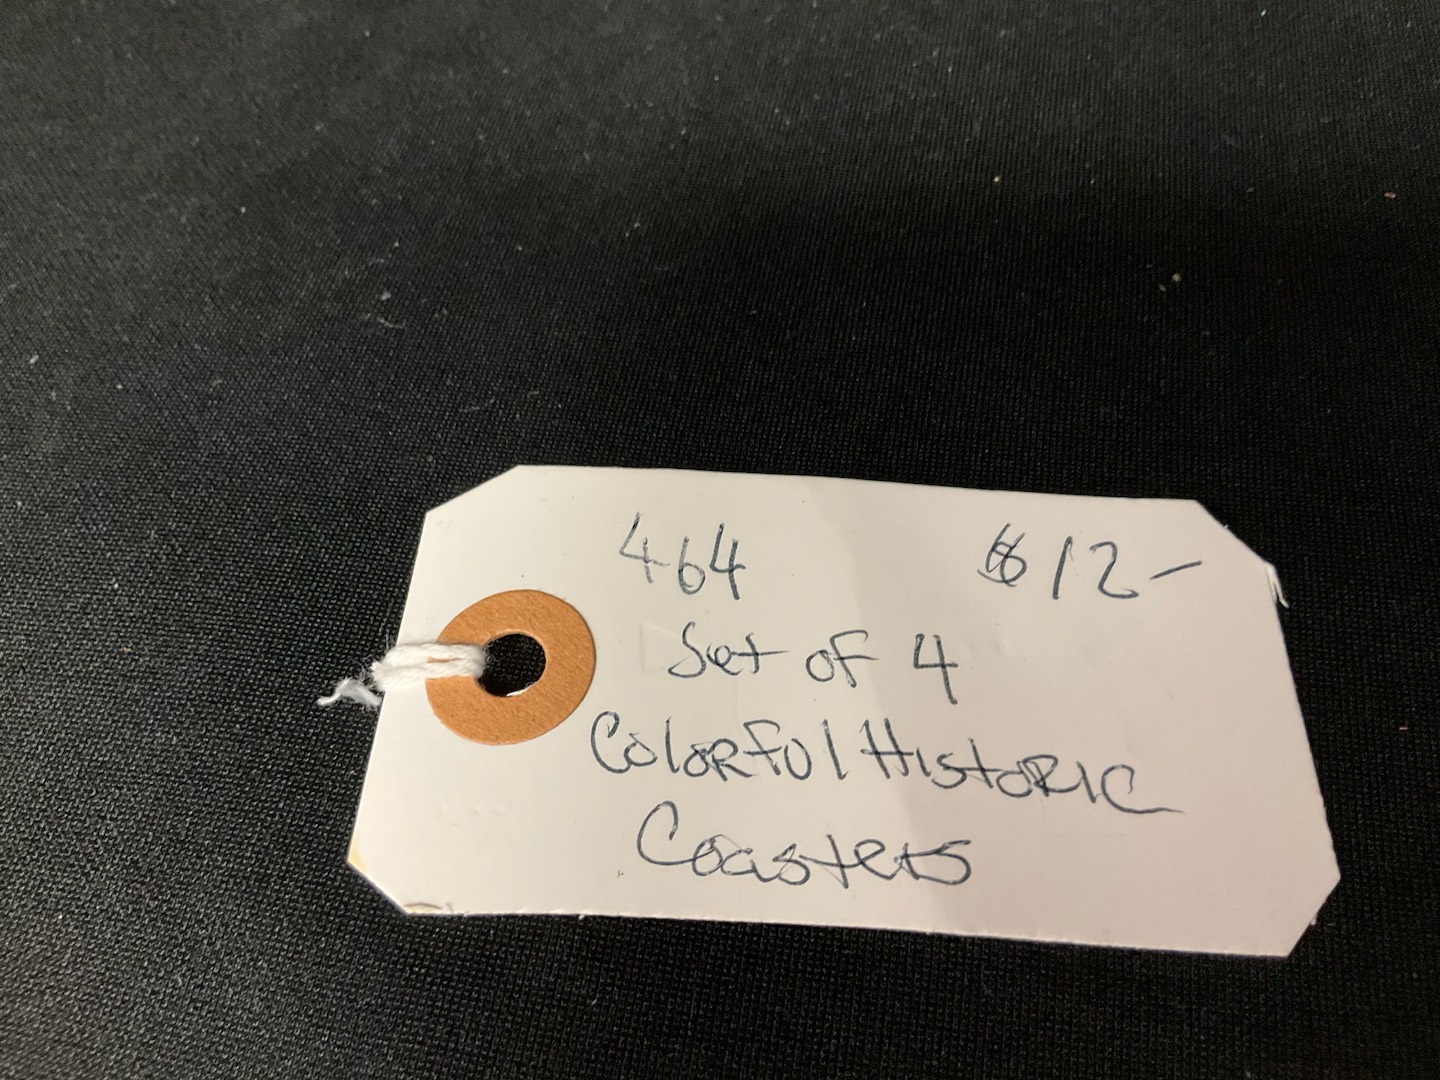 464 $12-
Set of 4
Colorful Historic
Coasters